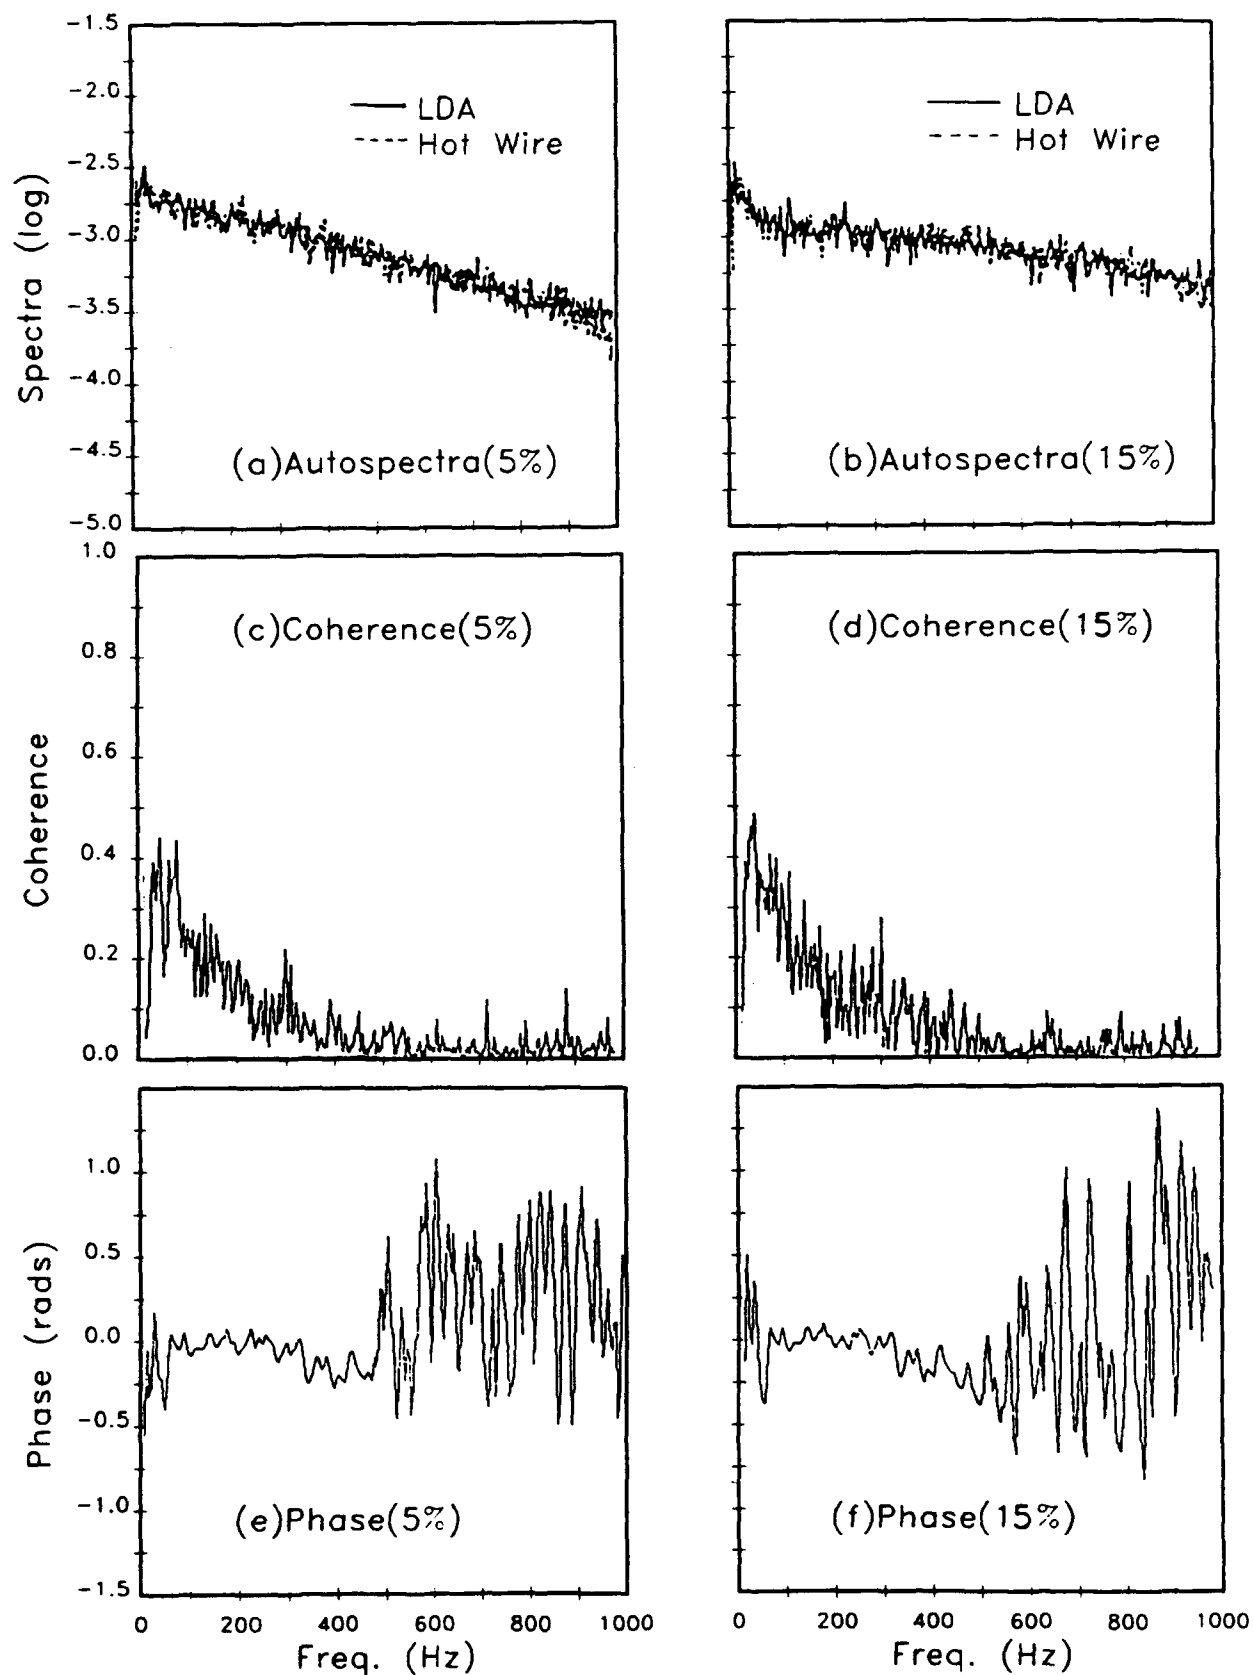 -1.5
-2.0
-2.5
-3.0
-3.5
-4.0
-4.5
-5.0
Spectra (log)
LDA
Hot Wire
(a)Autospectra(5%)
LDA
Hot Wire
(b)Autospectra(15%)
1.0
0.8
0.6
0.4
0.2
0.0
Coherence
(c)Coherence(5%)
(d)Coherence(15%)
1.0
0.5
0.0
-0.5
-1.0
-1.5
Phase (rads)
(e)Phase(5%)
(f)Phase(15%)
0 200 400 600 800 1000
Freq. (Hz)
0 200 400 600 800 1000
Freq. (Hz)